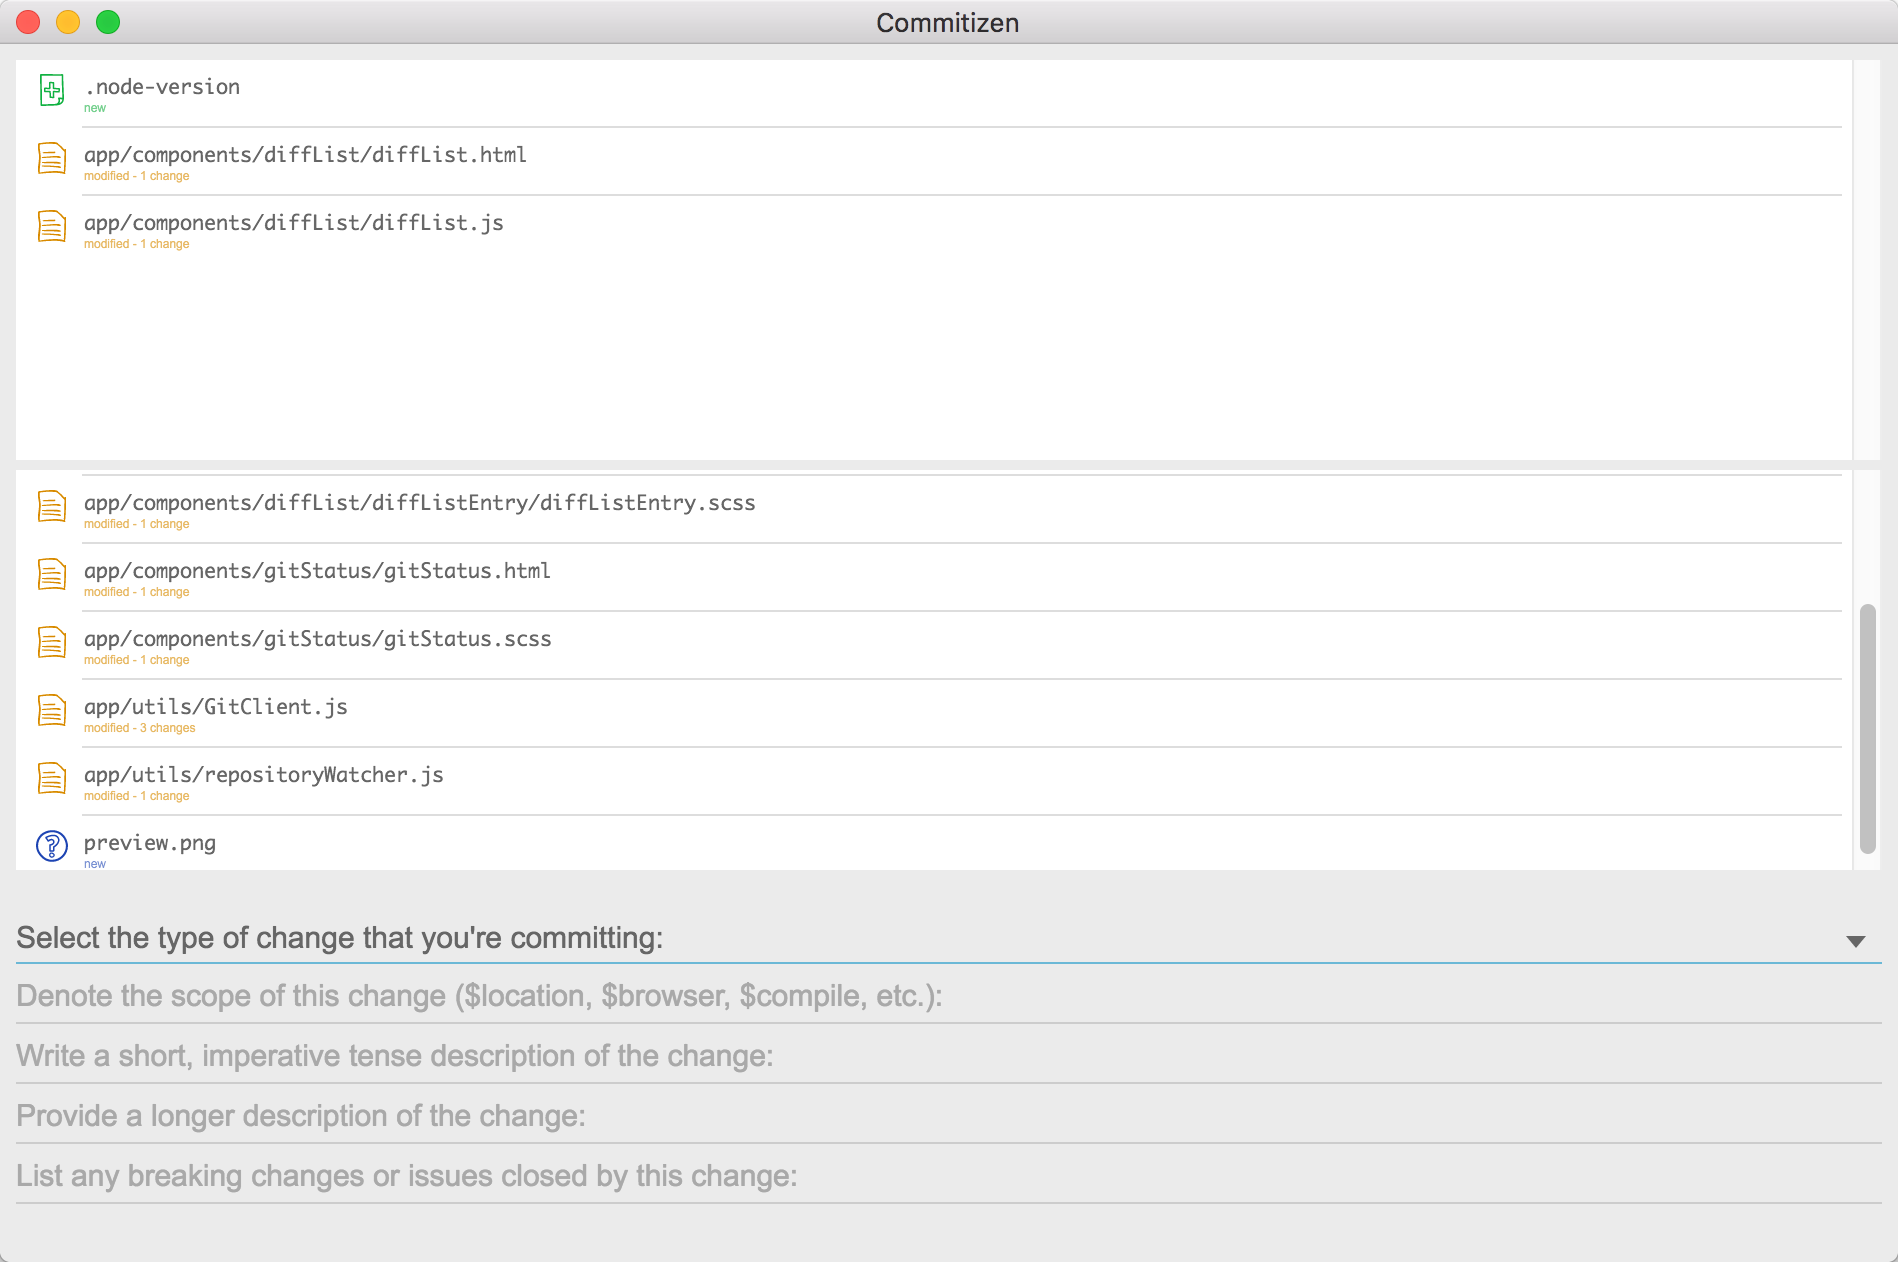 Commitizen
.node-version
new
app/components/diffList/diffList.html
modified - 1 change
app/components/diffList/diffList.js
modified - 1 change
app/components/diffList/diffListEntry/diffListEntry.scss
modified - 1 change
app/components/gitStatus/gitStatus.html
modified - 1 change
app/components/gitStatus/gitStatus.scss
modified - 1 change
app/utils/GitClient.js
modified - 3 changes
app/utils/repositoryWatcher.js
modified - 1 change
preview.png
new
Select the type of change that you're committing:
Denote the scope of this change ($location, $browser, $compile, etc.):
Write a short, imperative tense description of the change:
Provide a longer description of the change:
List any breaking changes or issues closed by this change: